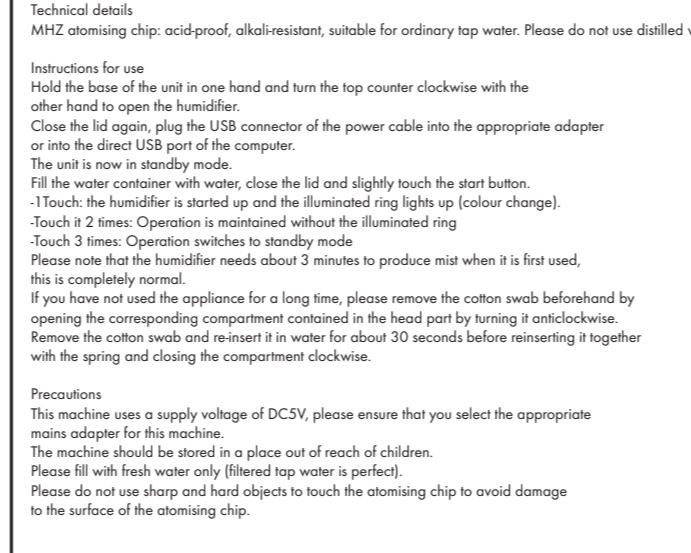 Technical details
MHZ atomising chip: acid-proof, alkali-resistant, suitable for ordinary tap water. Please do not use distilled
Instructions for use
Hold the base of the unit in one hand and turn the top counter clockwise with the
other hand to open the humidifier.
Close the lid again, plug the USB connector of the power cable into the appropriate adapter
or into the direct USB port of the computer.
The unit is now in standby mode.
Fill the water container with water, close the lid and slightly touch the start button.
-1Touch: the humidifier is started up and the illuminated ring lights up (colour change).
-Touch it 2 times: Operation is maintained without the illuminated ring
-Touch 3 times: Operation switches to standby mode
Please note that the humidifier needs about 3 minutes to produce mist when it is first used,
this is completely normal.
If you have not used the appliance for a long time, please remove the cotton swab beforehand by
opening the corresponding compartment contained in the head part by turning it anticlockwise.
Remove the cotton swab and re-insert it in water for about 30 seconds before reinserting it together
with the spring and closing the compartment clockwise.
Precautions
This machine uses a supply voltage of DC5V, please ensure that you select the appropriate
mains adapter for this machine.
The machine should be stored in a place out of reach of children.
Please fill with fresh water only (filtered tap water is perfect).
Please do not use sharp and hard objects to touch the atomising chip to avoid damage
to the surface of the atomising chip.